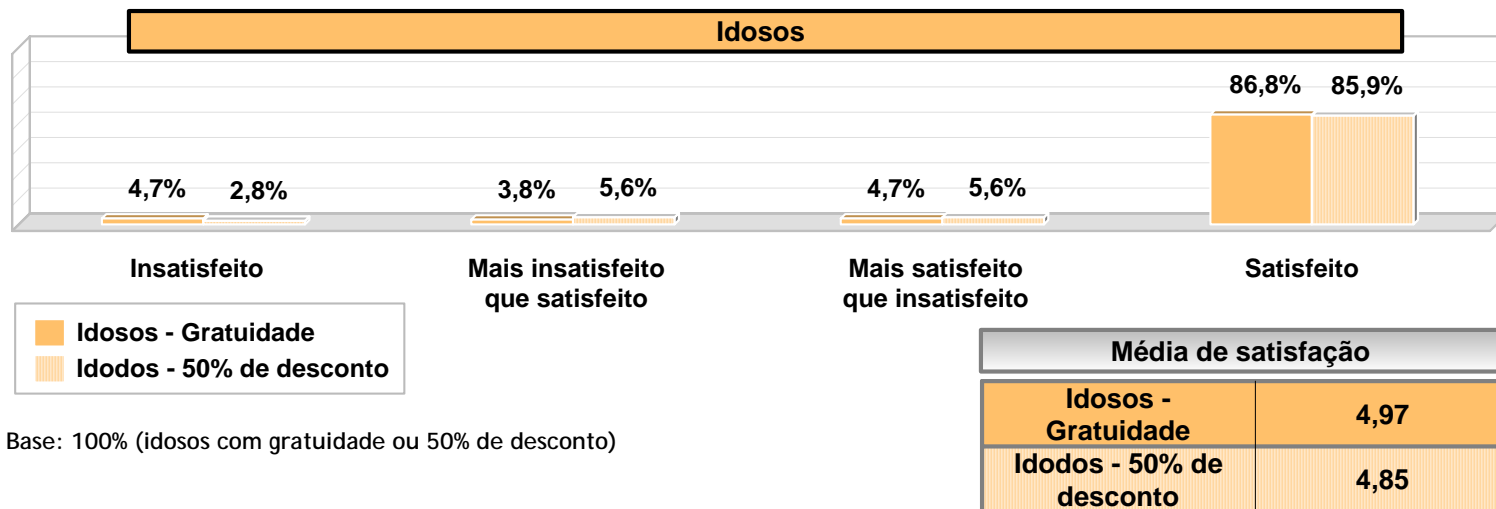 Idosos
86,8% 85,9%
4,7% 2,8% 3,8% 5,6% 4,7% 5,6%
Insatisfeito
Mais insatisfeito
que satisfeito
Mais satisfeito
que insatisfeito
Satisfeito
Idosos - Gratuidade
Idodos - 50% de desconto
Base: 100% (idosos com gratuidade ou 50% de desconto)
Média de satisfação
Idosos -
Gratuidade
4,97
Idodos - 50% de
desconto
4,85